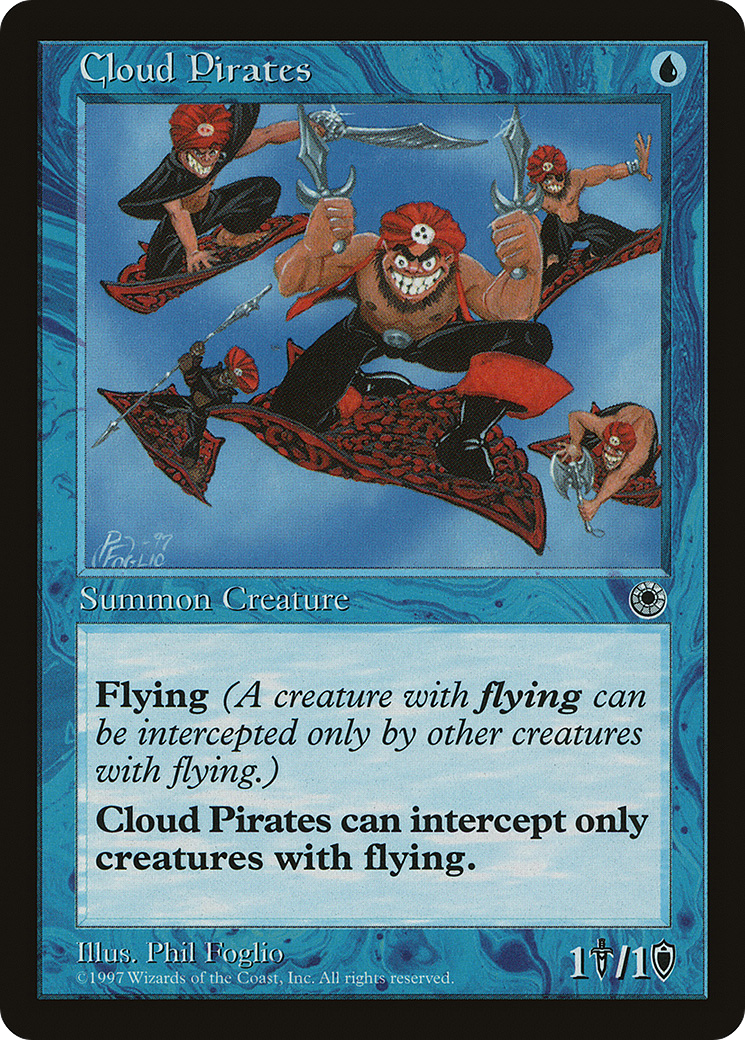 Cloud Pirates
PFOGLIO -97
Summon Creature
Flying (A creature with flying can
be intercepted only by other creatures
with flying.)
Cloud Pirates can intercept only
creatures with flying.
Illus. Phil Foglio
©1997 Wizards of the Coast, Inc. All rights reserved.
1/1